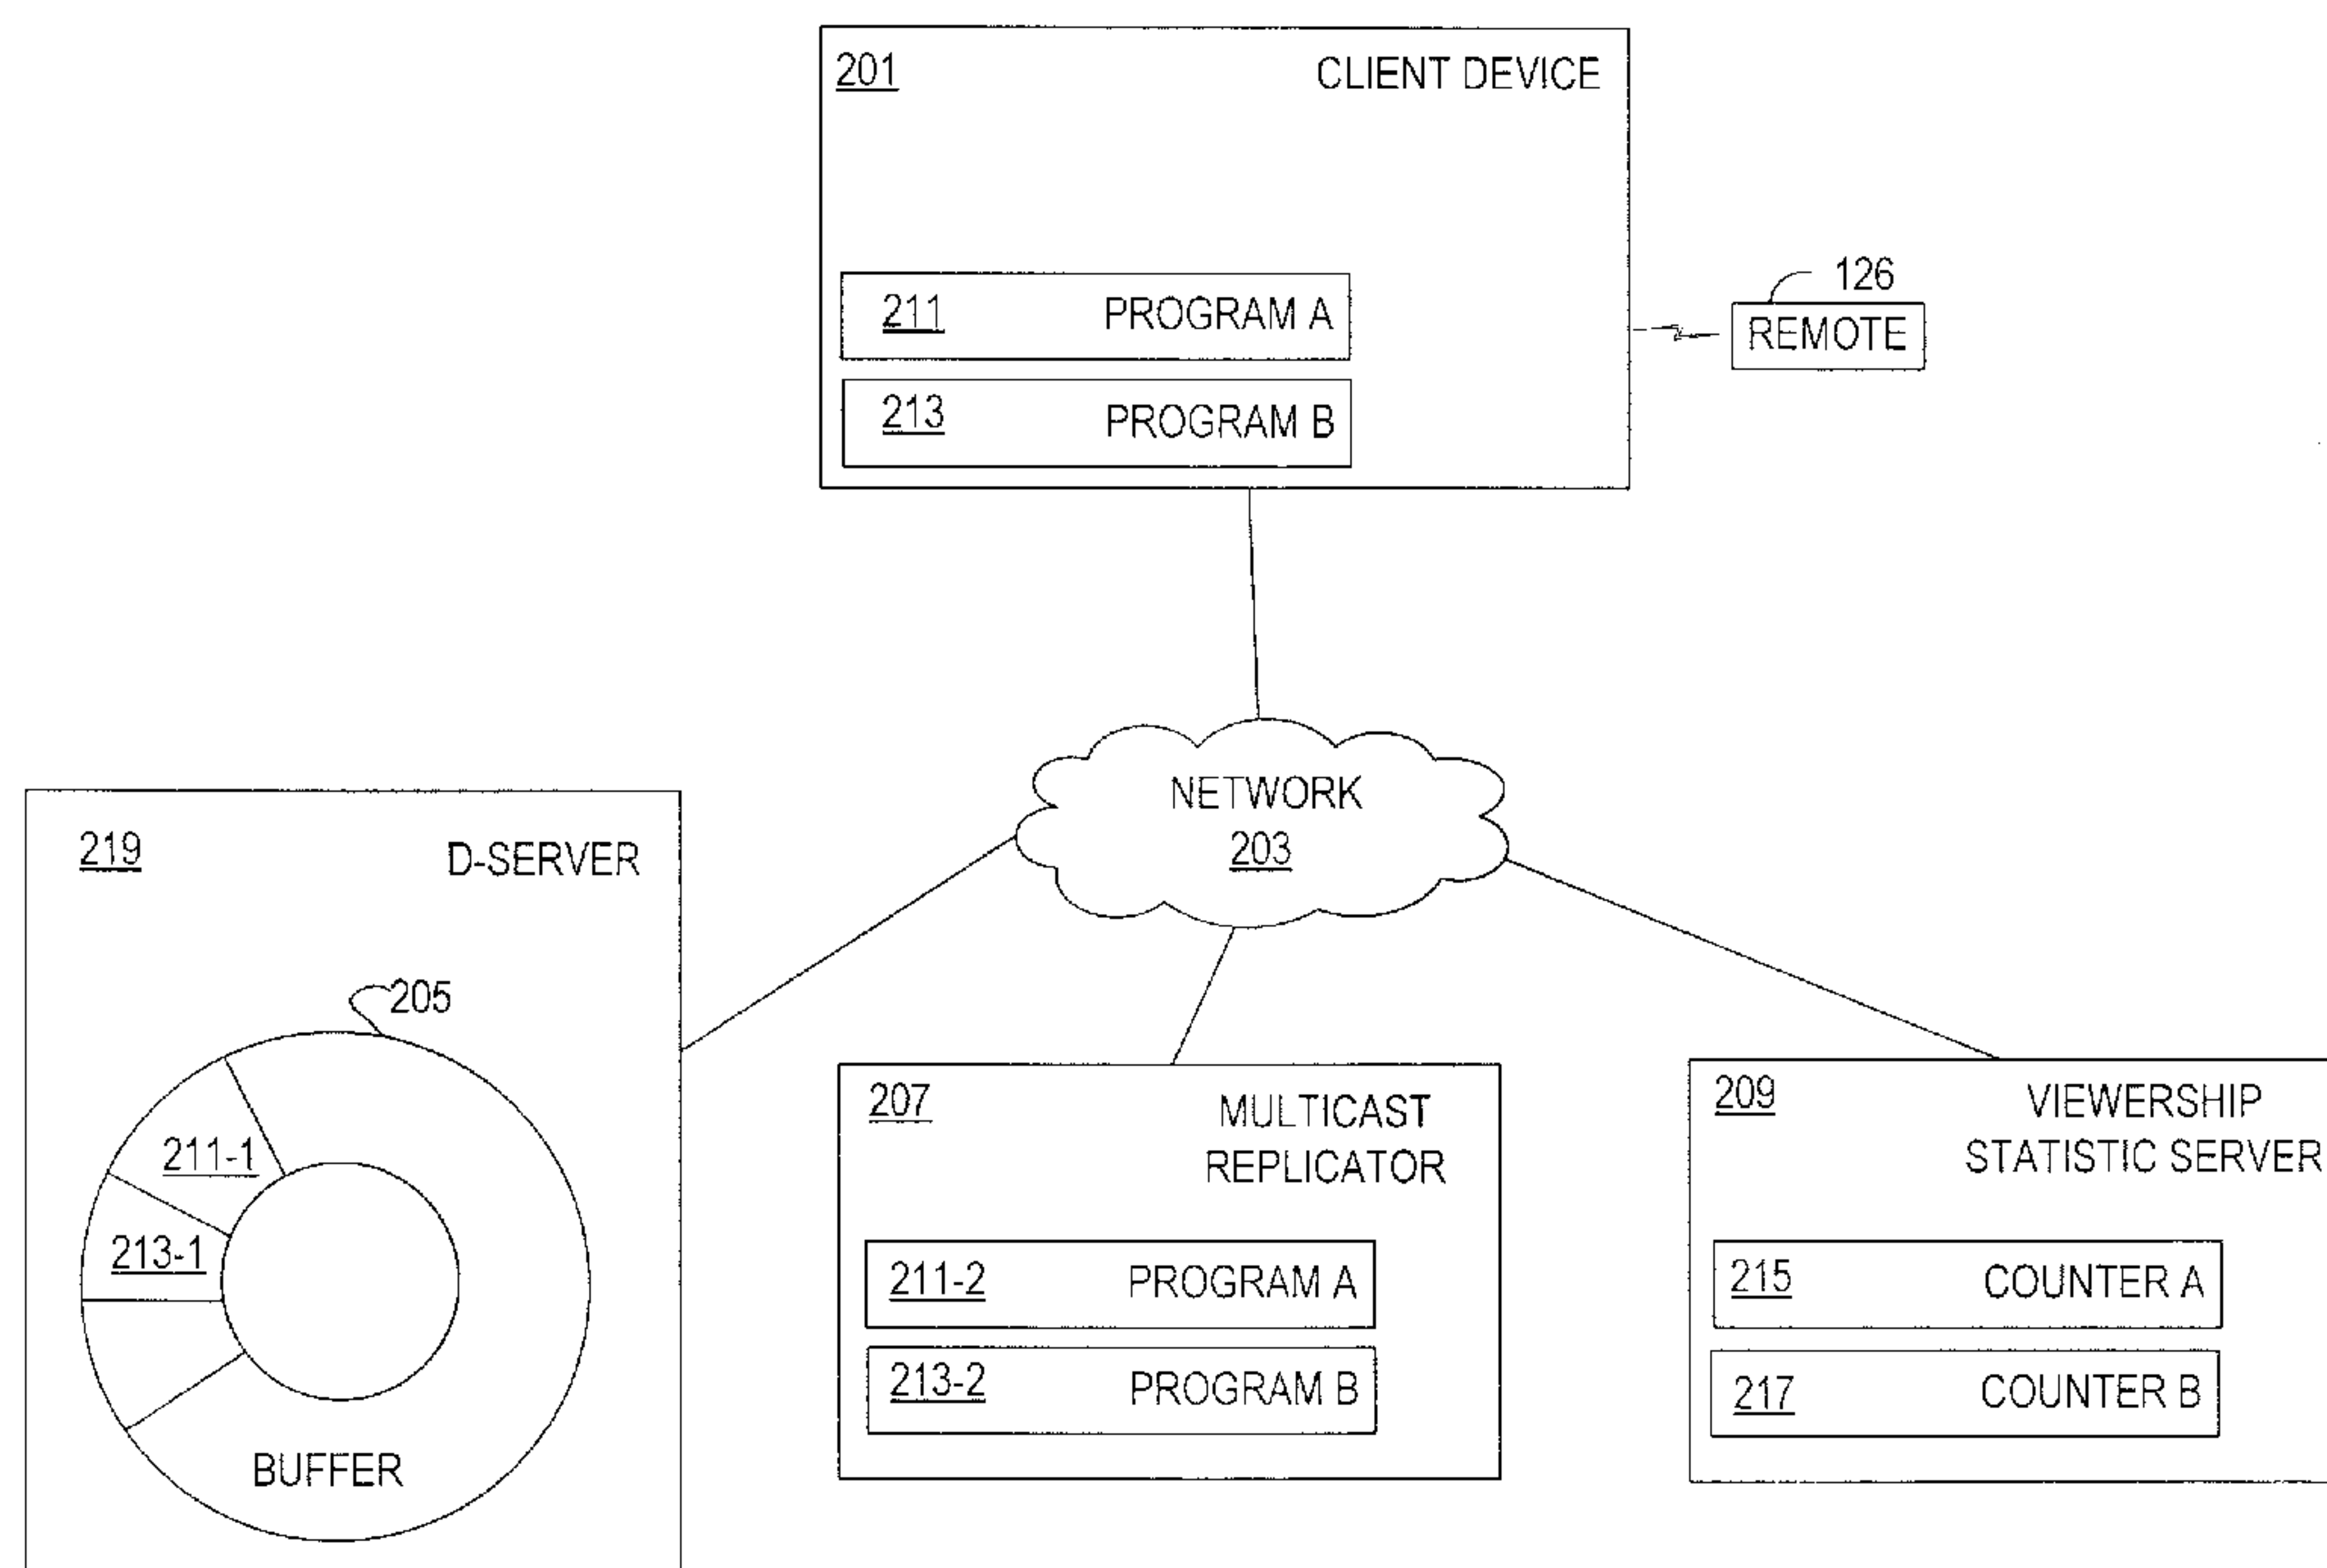 201 CLIENT DEVICE
211 PROGRAM A
213 PROGRAM B
126
REMOTE
NETWORK
203
219 D-SERVER
205
211-1
213-1
BUFFER
207 MULTICAST
REPLICATOR
211-2 PROGRAM A
213-2 PROGRAM B
209 VIEWERSHIP
STATISTIC SERVER
215 COUNTER A
217 COUNTER B